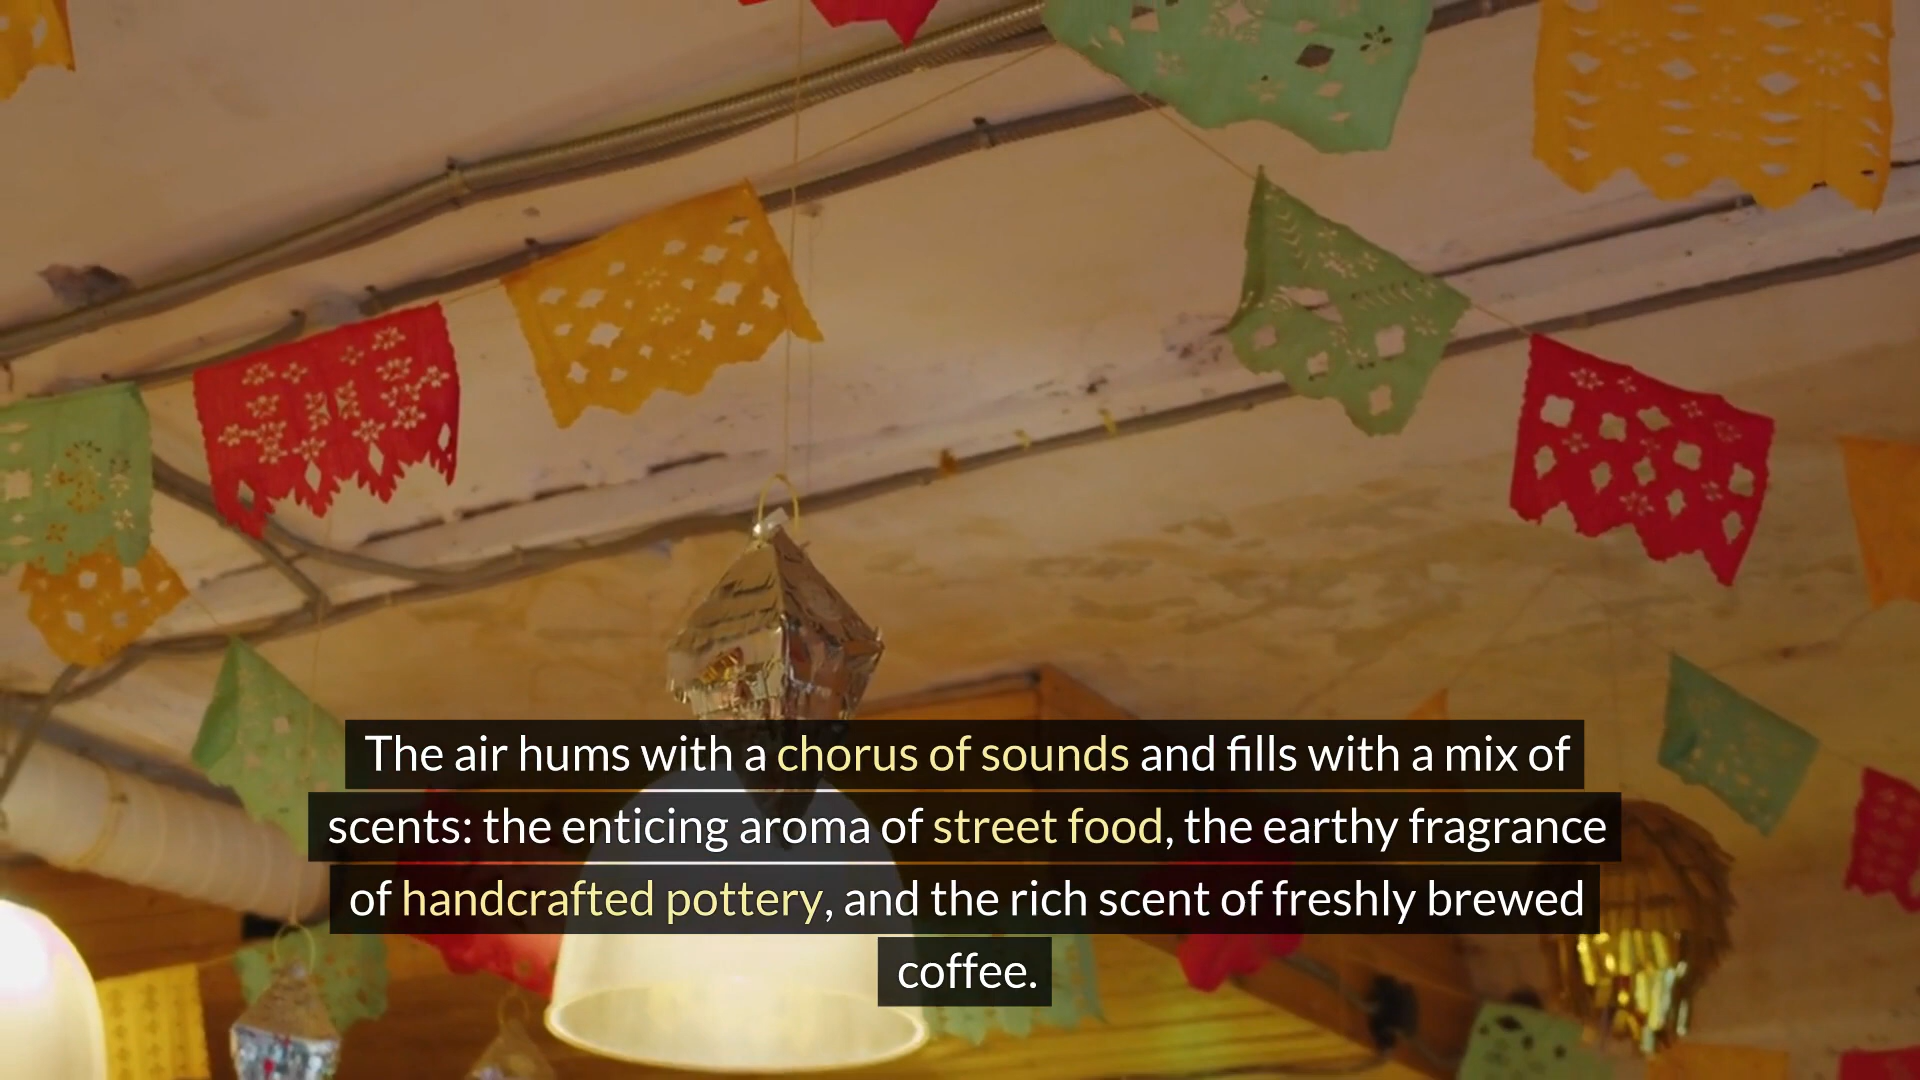 The air hums with a chorus of sounds and fills with a mix of
scents: the enticing aroma of street food, the earthy fragrance
of handcrafted pottery, and the rich scent of freshly brewed
coffee.